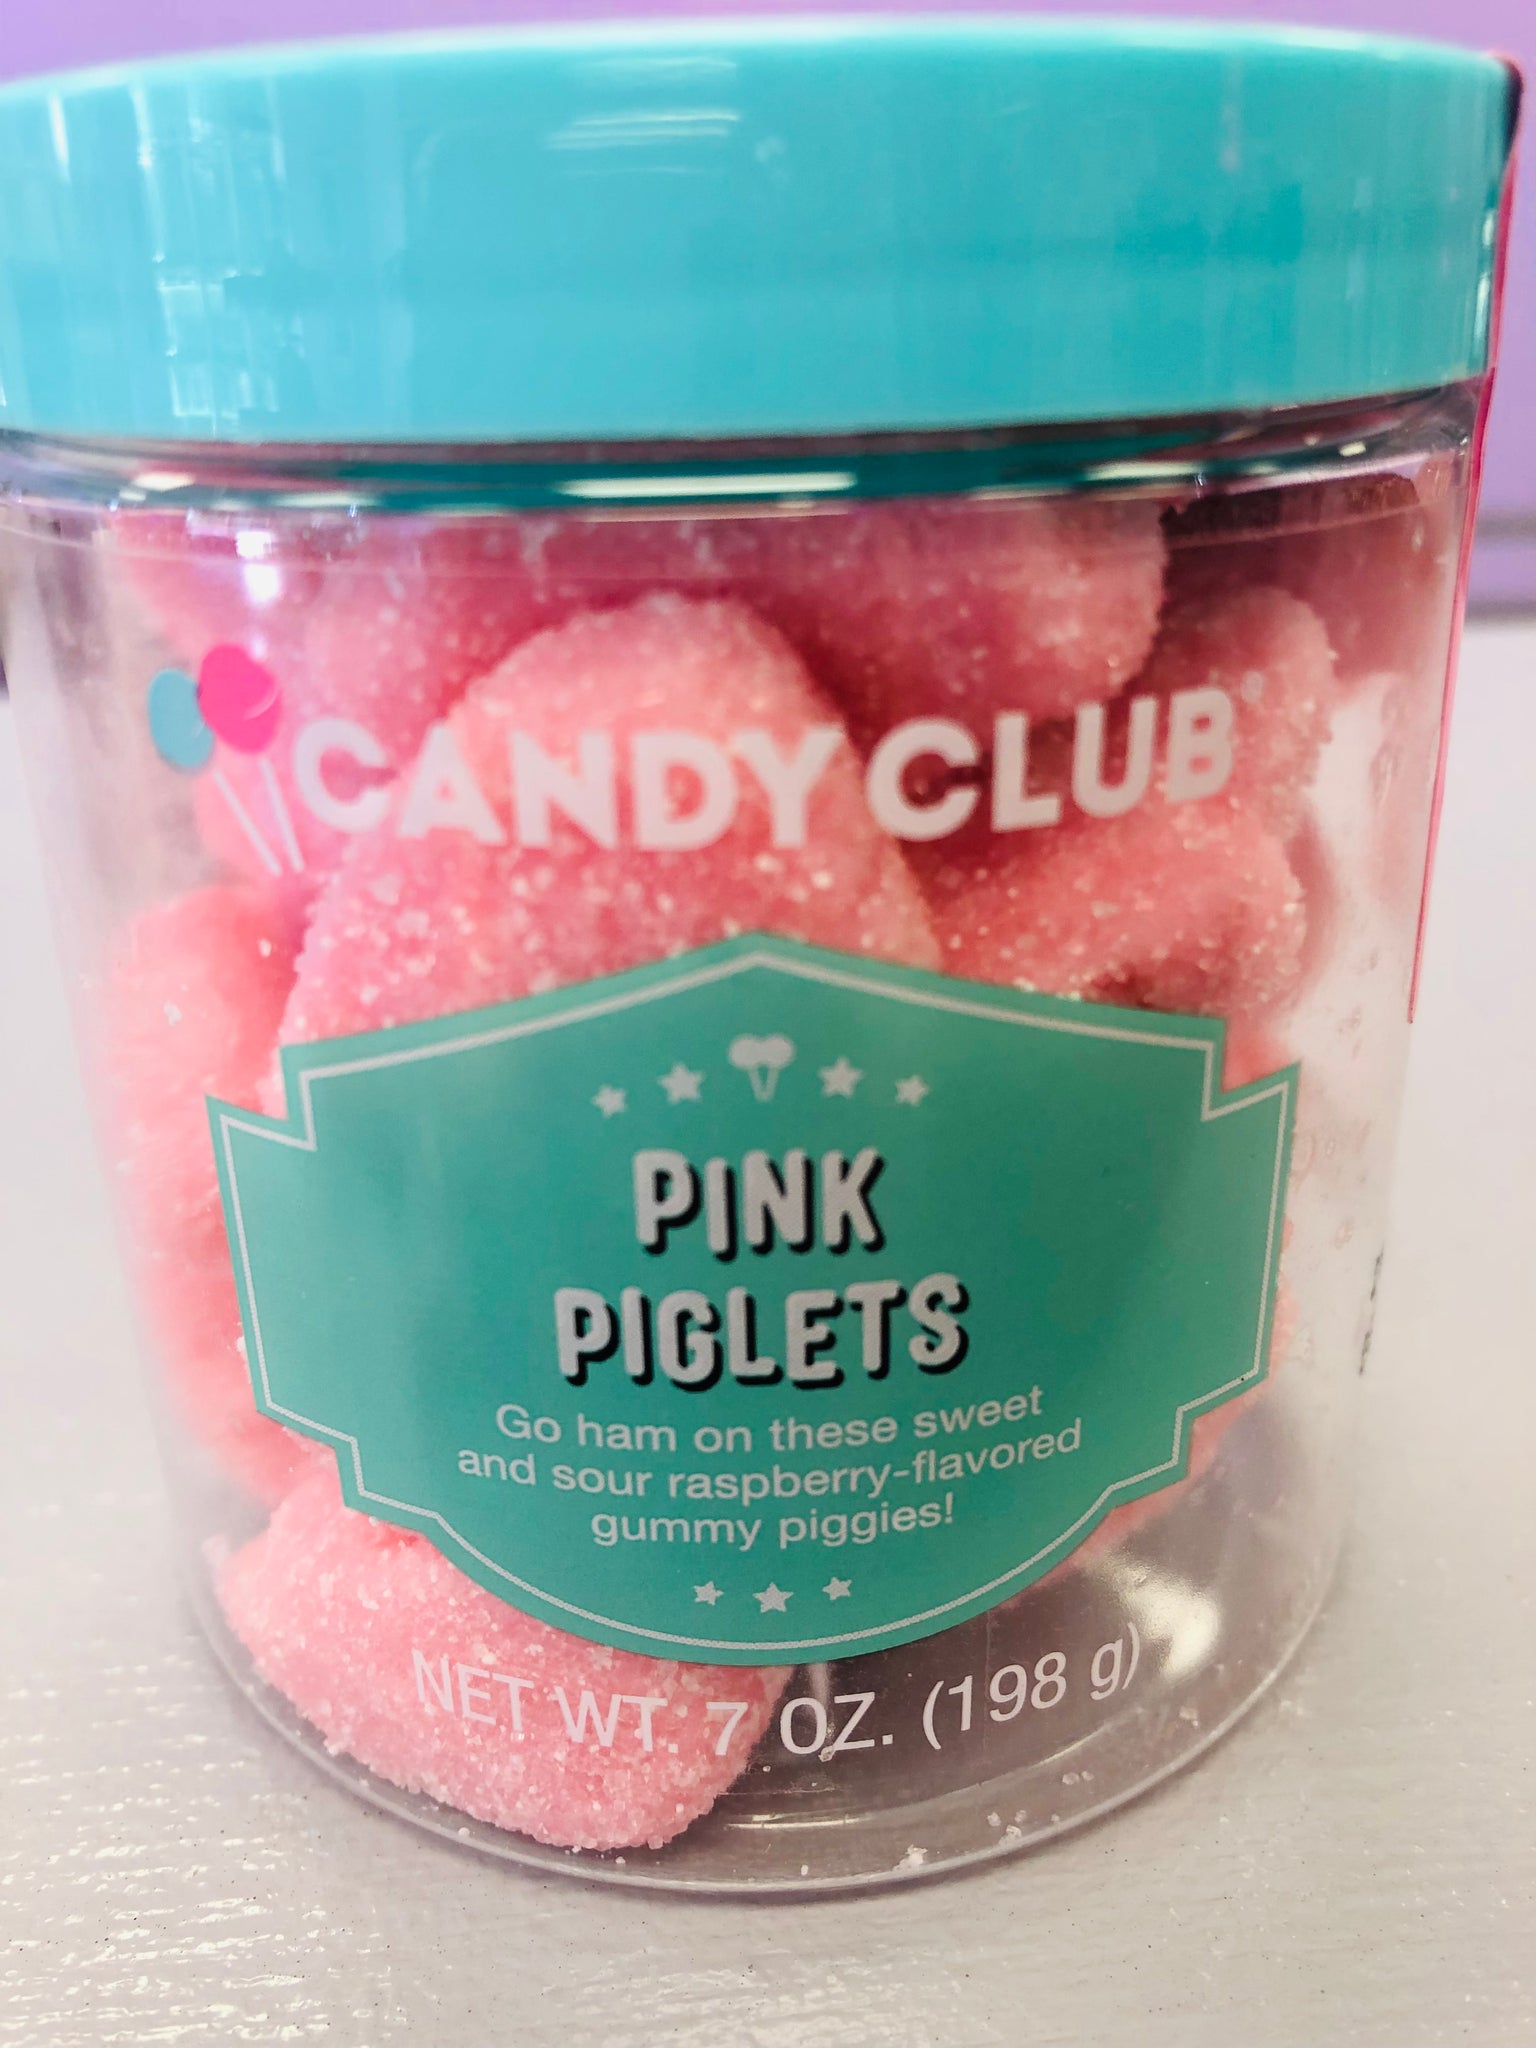 CANDY CLUB®
PINK
PIGLETS
Go ham on these sweet
and sour raspberry-flavored
gummy piggies!
NET WT. 7 OZ. (198 g)